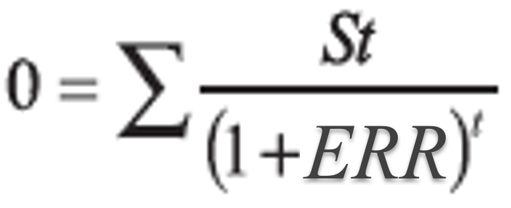 0 = ∑ St / (1 + ERR)^t